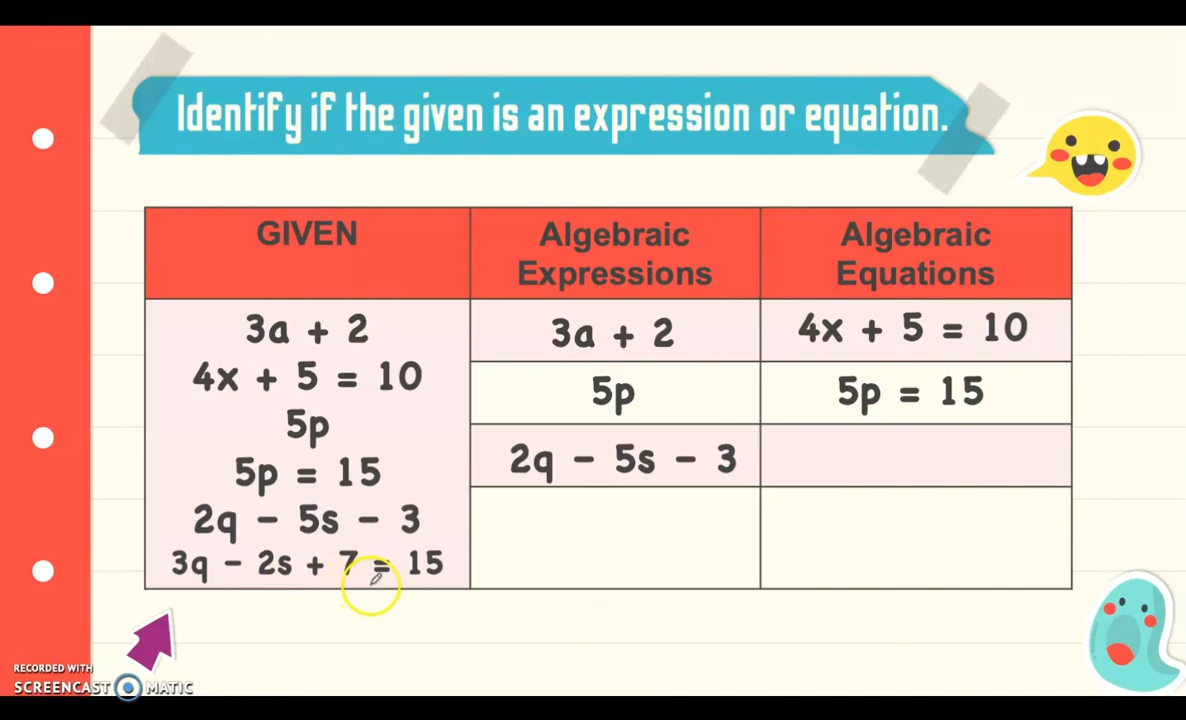 Identify if the given is an expression or equation.
GIVEN
Algebraic
Expressions
Algebraic
Equations
3a + 2
4x + 5 = 10
5p
5p = 15
2q - 5s - 3
3q - 2s + 7 = 15
3a + 2
4x + 5 = 10
5p
5p = 15
2q - 5s - 3
RECORDED WITH
SCREENCAST MATIC